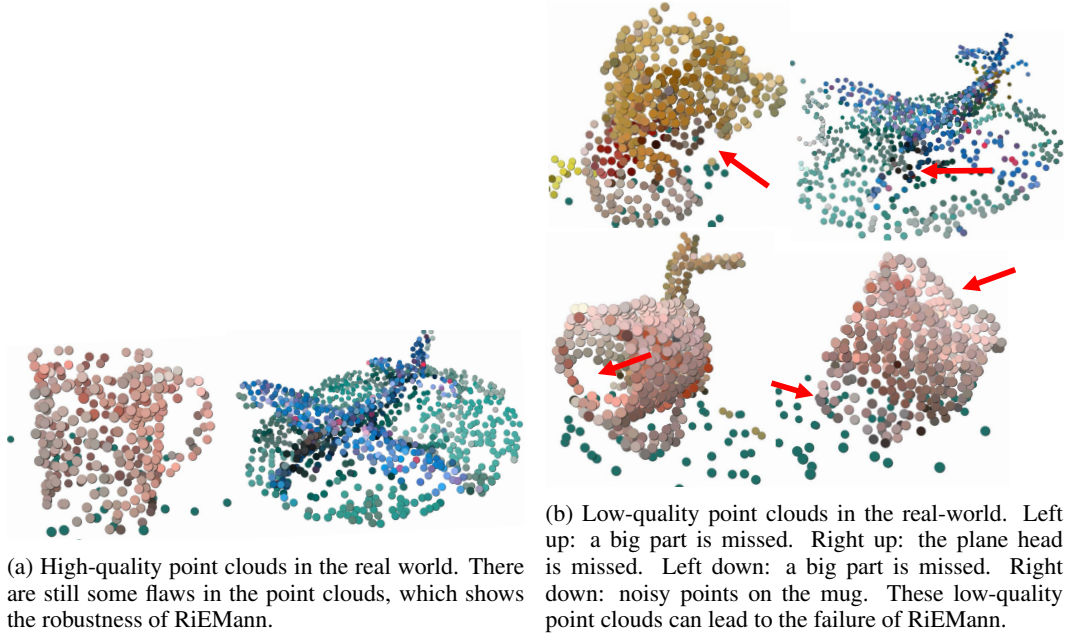 (a) High-quality point clouds in the real world. There
are still some flaws in the point clouds, which shows
the robustness of RiEMann.
(b) Low-quality point clouds in the real-world. Left
up: a big part is missed. Right up: the plane head
is missed. Left down: a big part is missed. Right
down: noisy points on the mug. These low-quality
point clouds can lead to the failure of RiEMann.